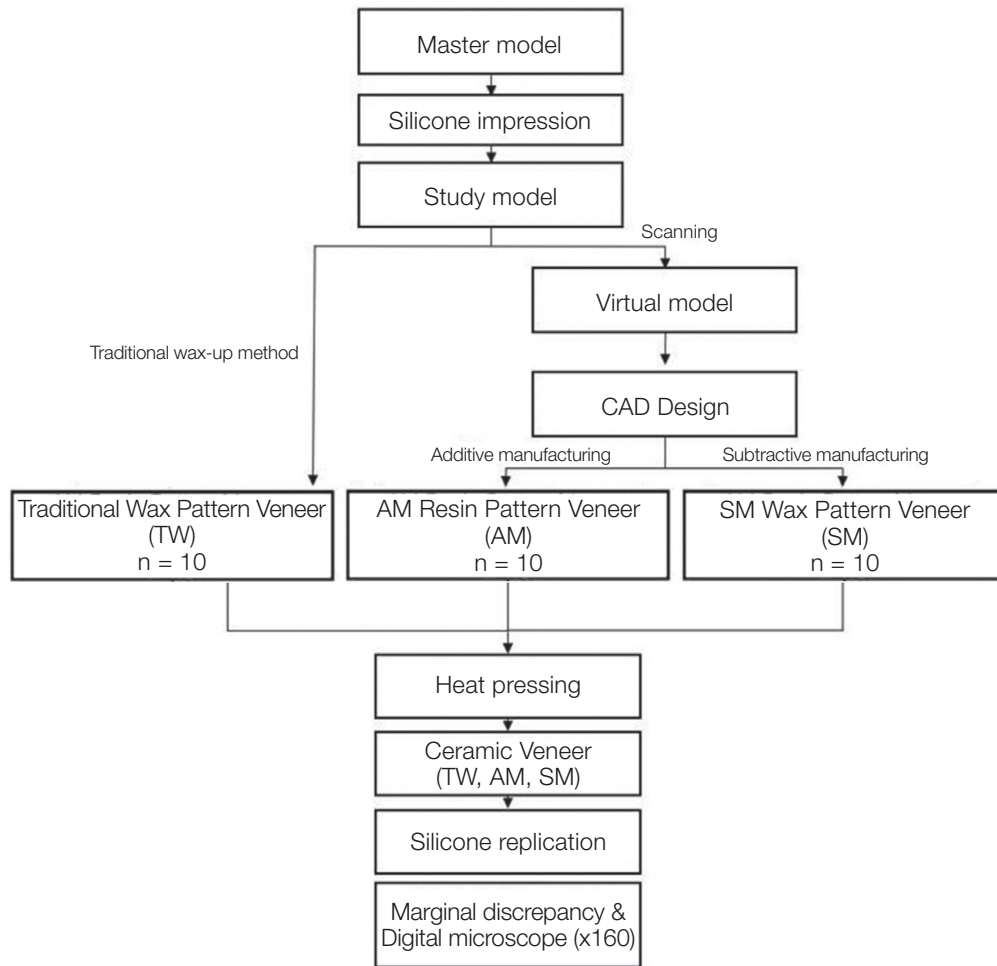 Master model
Silicone impression
Study model
Scanning
Virtual model
Traditional wax-up method
CAD Design
Additive manufacturing
Subtractive manufacturing
Traditional Wax Pattern Veneer
(TW)
n = 10
AM Resin Pattern Veneer
(AM)
n = 10
SM Wax Pattern Veneer
(SM)
n = 10
Heat pressing
Ceramic Veneer
(TW, AM, SM)
Silicone replication
Marginal discrepancy &
Digital microscope (x160)